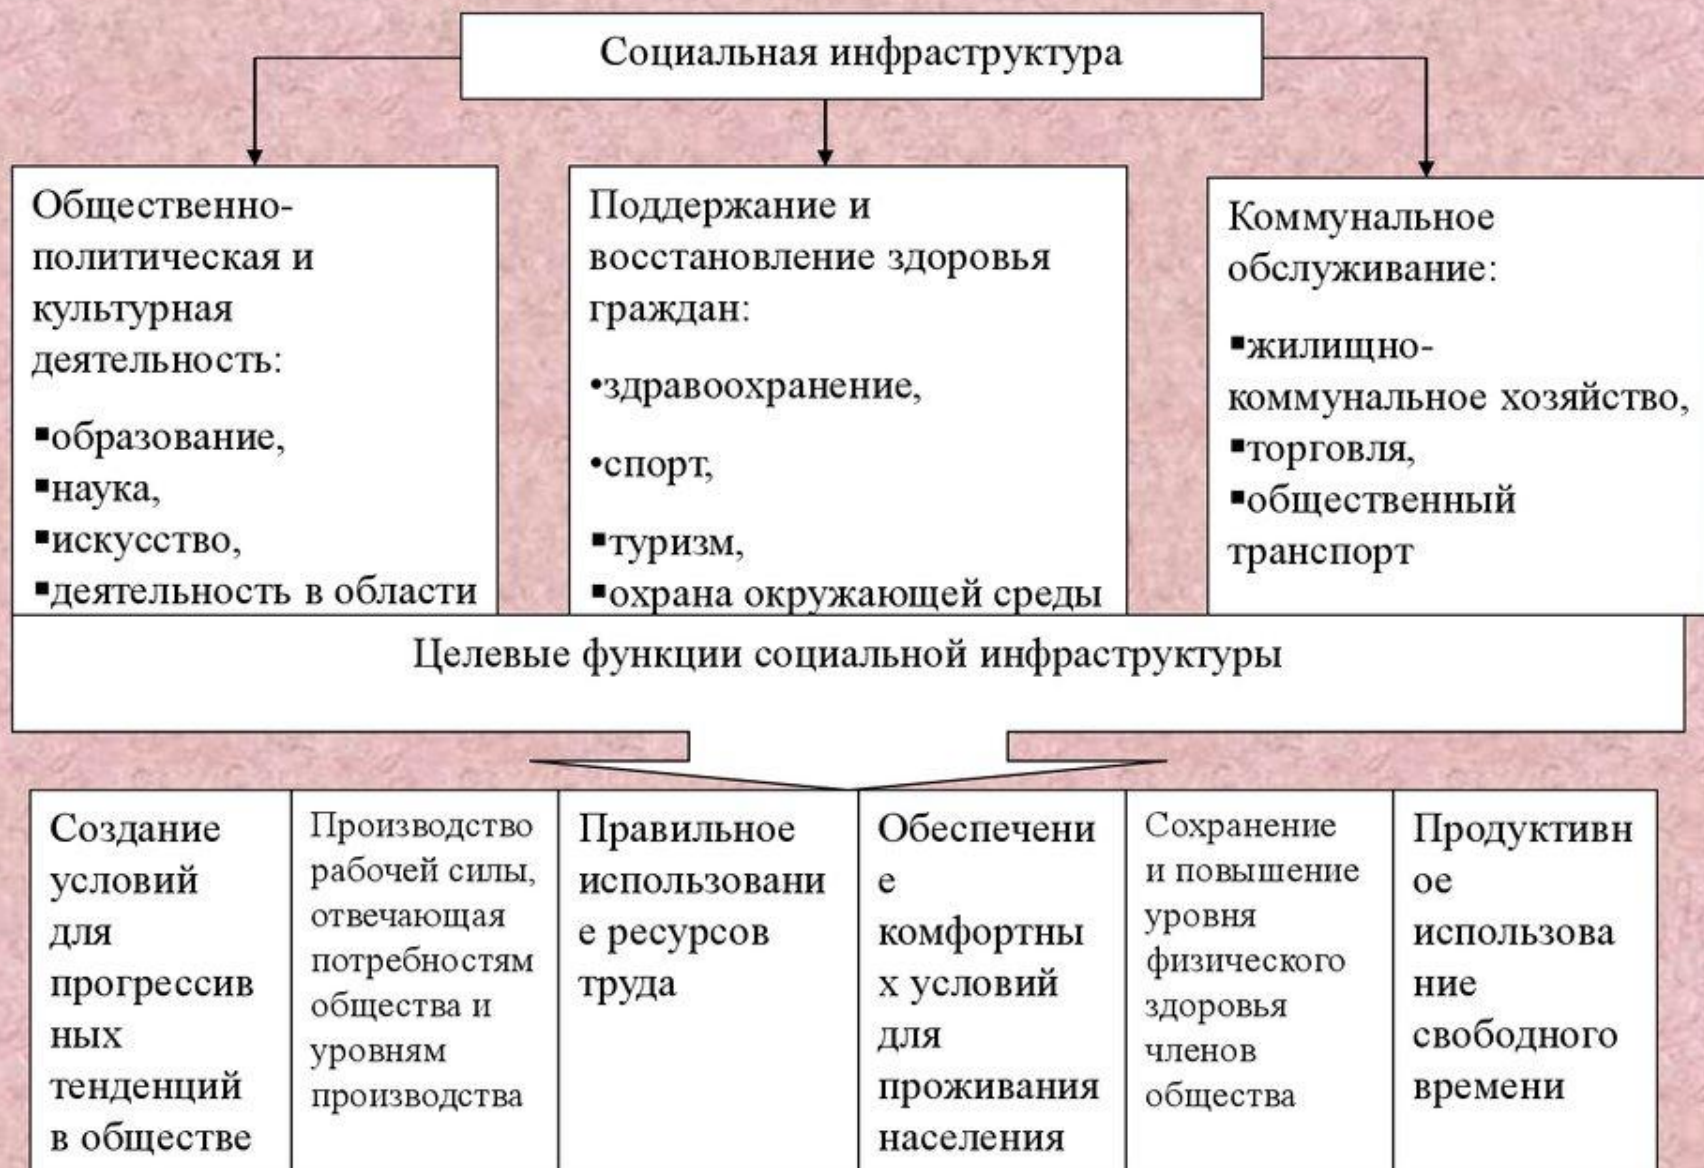 Социальная инфраструктура
Общественно-
политическая и
культурная
деятельность:
▪образование,
▪наука,
▪искусство,
▪деятельность в области
Поддержание и
восстановление здоровья
граждан:
•здравоохранение,
•спорт,
▪туризм,
▪охрана окружающей среды
Коммунальное
обслуживание:
▪жилищно-
коммунальное хозяйство,
▪торговля,
▪общественный
транспорт
Целевые функции социальной инфраструктуры
Создание
условий
для
прогрессив
ных
тенденций
в обществе
Производство
рабочей силы,
отвечающая
потребностям
общества и
уровням
производства
Правильное
использовани
е ресурсов
труда
Обеспечени
е
комфортны
х условий
для
проживания
населения
Сохранение
и повышение
уровня
физического
здоровья
членов
общества
Продуктивн
ое
использова
ние
свободного
времени